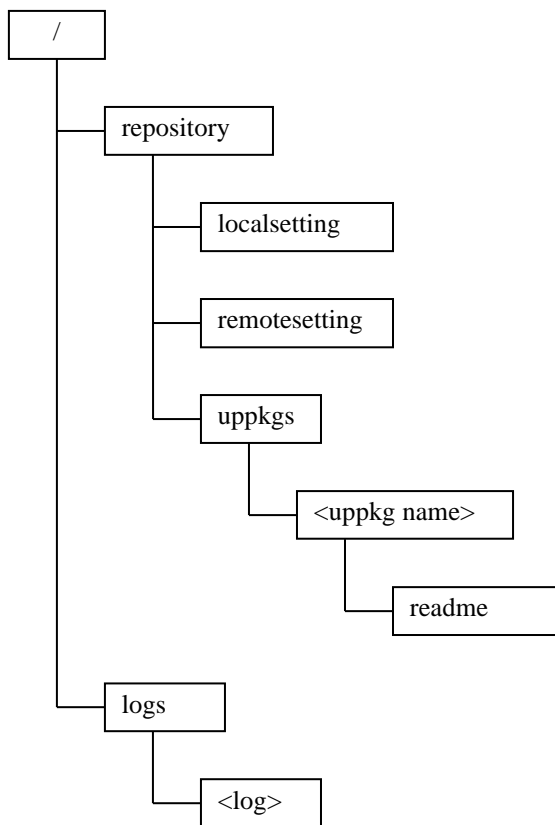 /
repository
localsetting
remotesetting
uppkgs
<uppkg name>
readme
logs
<log>